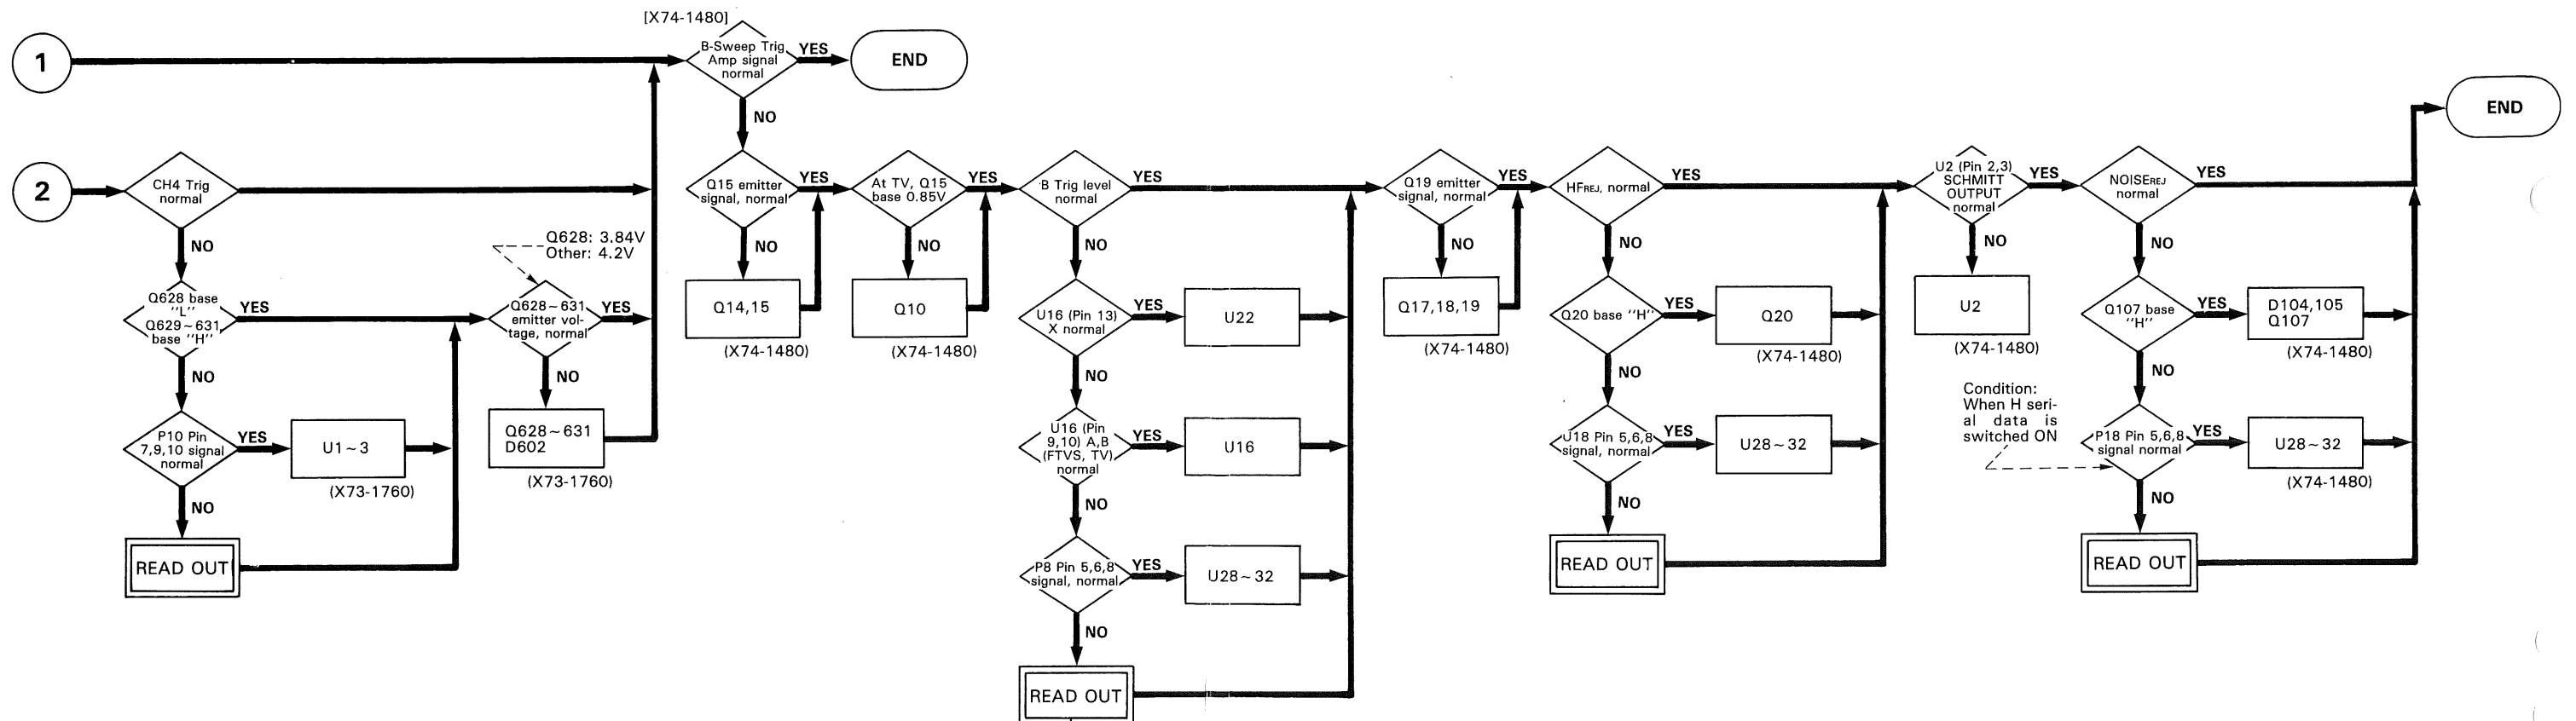 1
[X74-1480]
B-Sweep Trig
Amp signal
normal
YES
END
NO
2
CH4 Trig
normal
NO
Q628 base
"L"
Q629~631
base "H"
YES
NO
P10 Pin
7,9,10 signal
normal
YES
U1~3
(X73-1760)
NO
READ OUT
Q628: 3.84V
Other: 4.2V
Q628~631
emitter vol-
tage, normal
YES
NO
Q628~631
D602
(X73-1760)
Q15 emitter
signal, normal
YES
NO
Q14,15
(X74-1480)
At TV, Q15
base 0.85V
YES
NO
Q10
(X74-1480)
B Trig level
normal
YES
NO
U16 (Pin 13)
X normal
YES
U22
NO
U16 (Pin
9,10) A,B
(FTVS, TV)
normal
YES
U16
NO
P8 Pin 5,6,8
signal, normal
YES
U28~32
NO
READ OUT
Q19 emitter
signal, normal
YES
NO
Q17,18,19
(X74-1480)
HFREJ, normal
YES
NO
Q20 base "H"
YES
Q20
(X74-1480)
NO
U18 Pin 5,6,8
signal, normal
YES
U28~32
NO
READ OUT
U2 (Pin 2,3)
SCHMITT
OUTPUT
normal
YES
NO
U2
(X74-1480)
NOISEREJ
normal
YES
END
NO
Q107 base
"H"
YES
D104,105
Q107
(X74-1480)
NO
Condition:
When H seri-
al data is
switched ON
P18 Pin 5,6,8
signal normal
YES
U28~32
(X74-1480)
NO
READ OUT